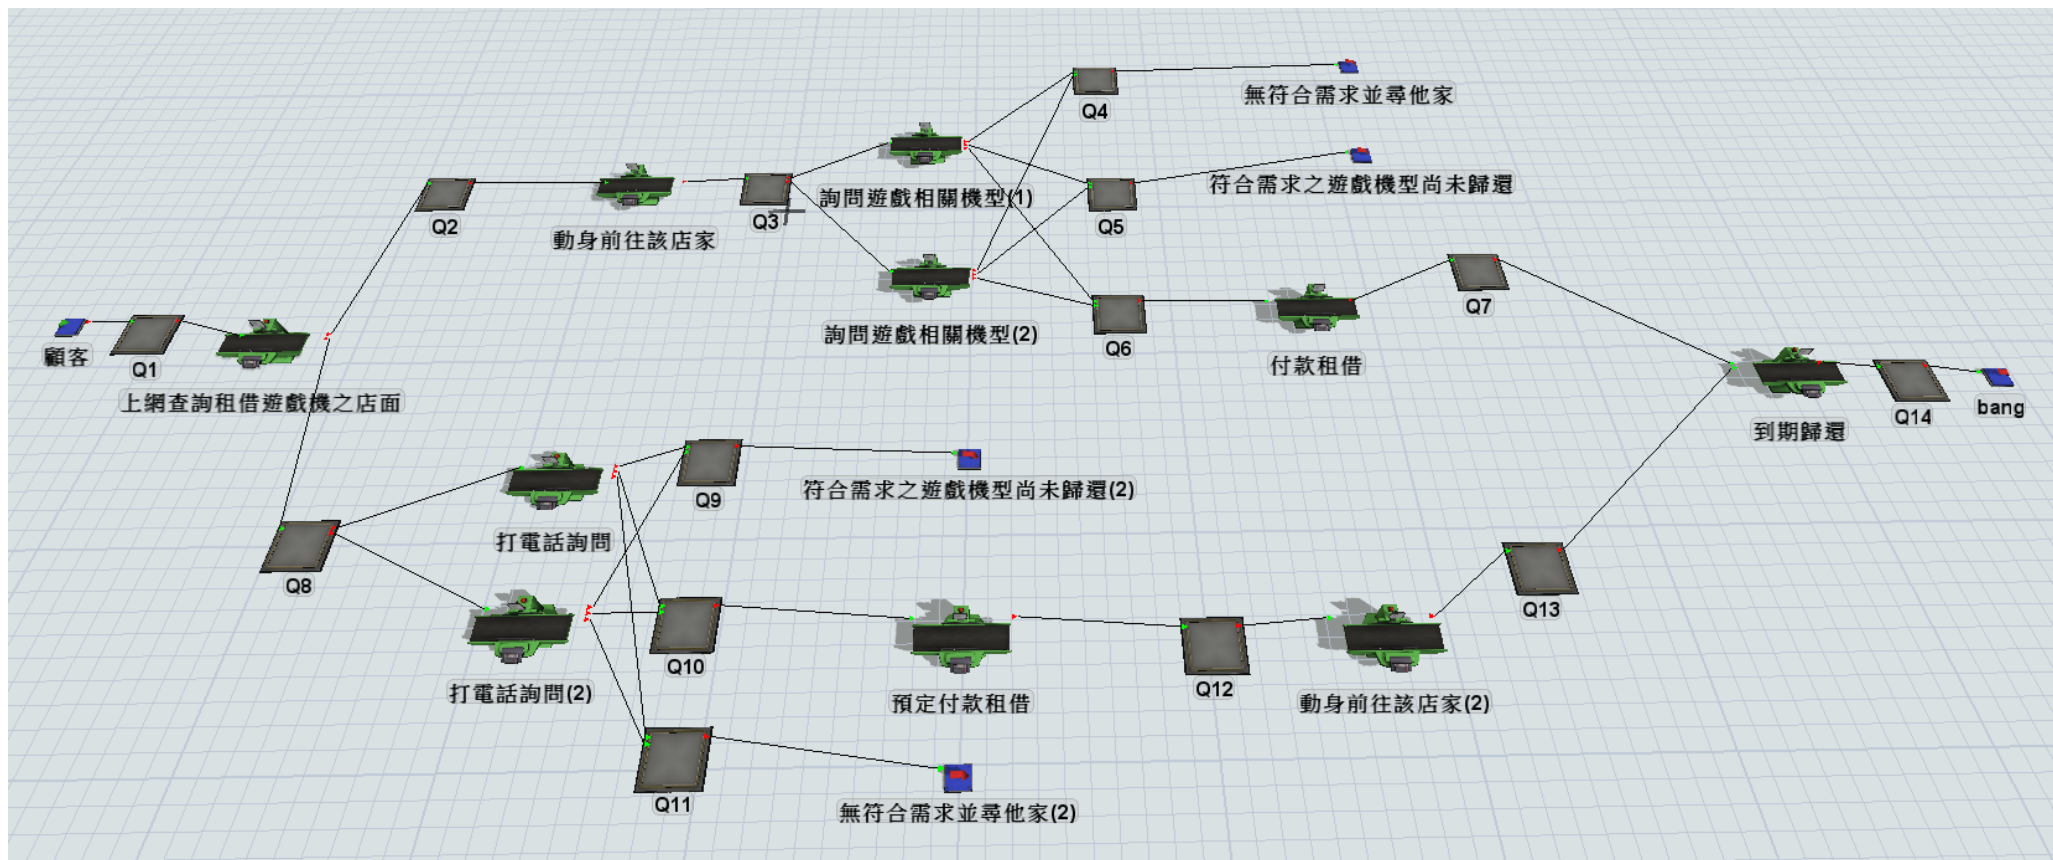 無符合需求並尋他家
Q4
符合需求之遊戲機型尚未歸還
詢問遊戲相關機型(1)
Q5
Q2
動身前往該店家
Q3
詢問遊戲相關機型(2)
Q6
付款租借
Q7
顧客
Q1
上網查詢租借遊戲機之店面
到期歸還
Q14
bang
打電話詢問
Q9
符合需求之遊戲機型尚未歸還(2)
Q8
打電話詢問(2)
Q10
預定付款租借
Q12
動身前往該店家(2)
Q13
Q11
無符合需求並尋他家(2)